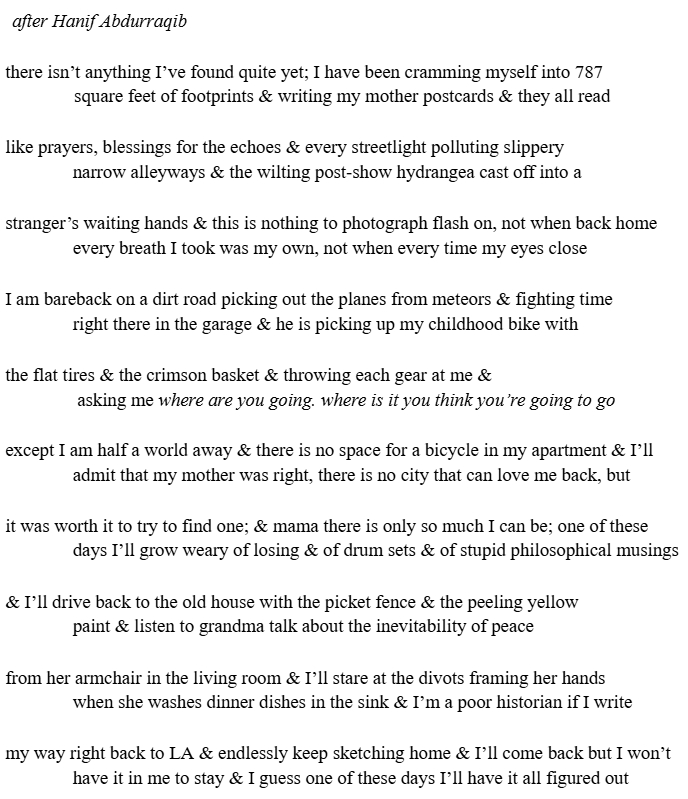 after Hanif Abdurraqib
there isn’t anything I’ve found quite yet; I have been cramming myself into 787
square feet of footprints & writing my mother postcards & they all read
like prayers, blessings for the echoes & every streetlight polluting slippery
narrow alleyways & the wilting post-show hydrangea cast off into a
stranger’s waiting hands & this is nothing to photograph flash on, not when back home
every breath I took was my own, not when every time my eyes close
I am bareback on a dirt road picking out the planes from meteors & fighting time
right there in the garage & he is picking up my childhood bike with
the flat tires & the crimson basket & throwing each gear at me &
asking me where are you going. where is it you think you’re going to go
except I am half a world away & there is no space for a bicycle in my apartment & I’ll
admit that my mother was right, there is no city that can love me back, but
it was worth it to try to find one; & mama there is only so much I can be; one of these
days I’ll grow weary of losing & of drum sets & of stupid philosophical musings
& I’ll drive back to the old house with the picket fence & the peeling yellow
paint & listen to grandma talk about the inevitability of peace
from her armchair in the living room & I’ll stare at the divots framing her hands
when she washes dinner dishes in the sink & I’m a poor historian if I write
my way right back to LA & endlessly keep sketching home & I’ll come back but I won’t
have it in me to stay & I guess one of these days I’ll have it all figured out